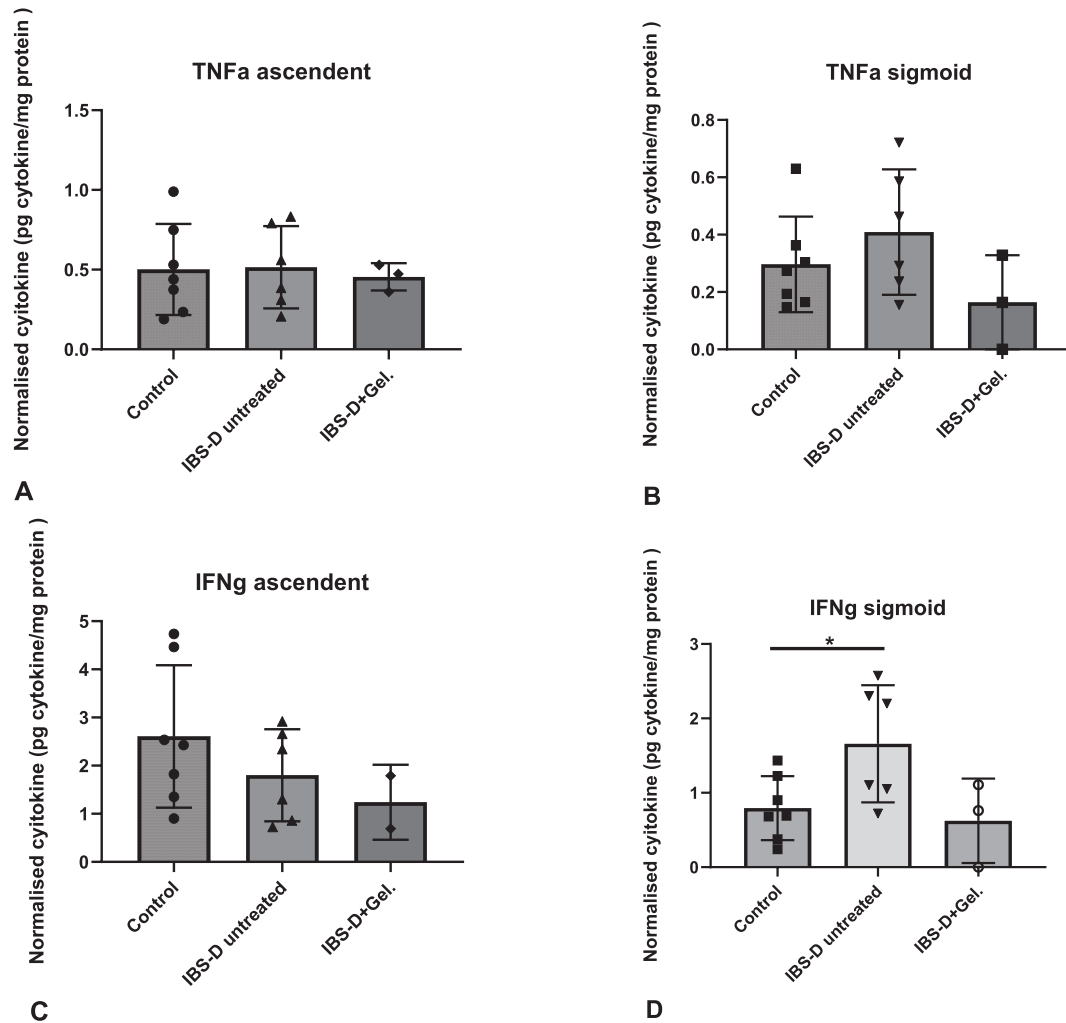 TNFa ascendent
Normalised cyitokine (pg cytokine/mg protein )
1.5
1.0
0.5
0.0
Control
IBS-D untreated
IBS-D+Gel.
A
TNFa sigmoid
Normalised cytokine (pg cytokine/mg protein )
0.8
0.6
0.4
0.2
0.0
Control
IBS-D untreated
IBS-D+Gel.
B
IFNg ascendent
Normalised cyitokine (pg cytokine/mg protein )
5
4
3
2
1
0
Control
IBS-D untreated
IBS-D+Gel.
C
IFNg sigmoid
Normalised cyitokine (pg cytokine/mg protein )
3
2
1
0
*
Control
IBS-D untreated
IBS-D+Gel.
D